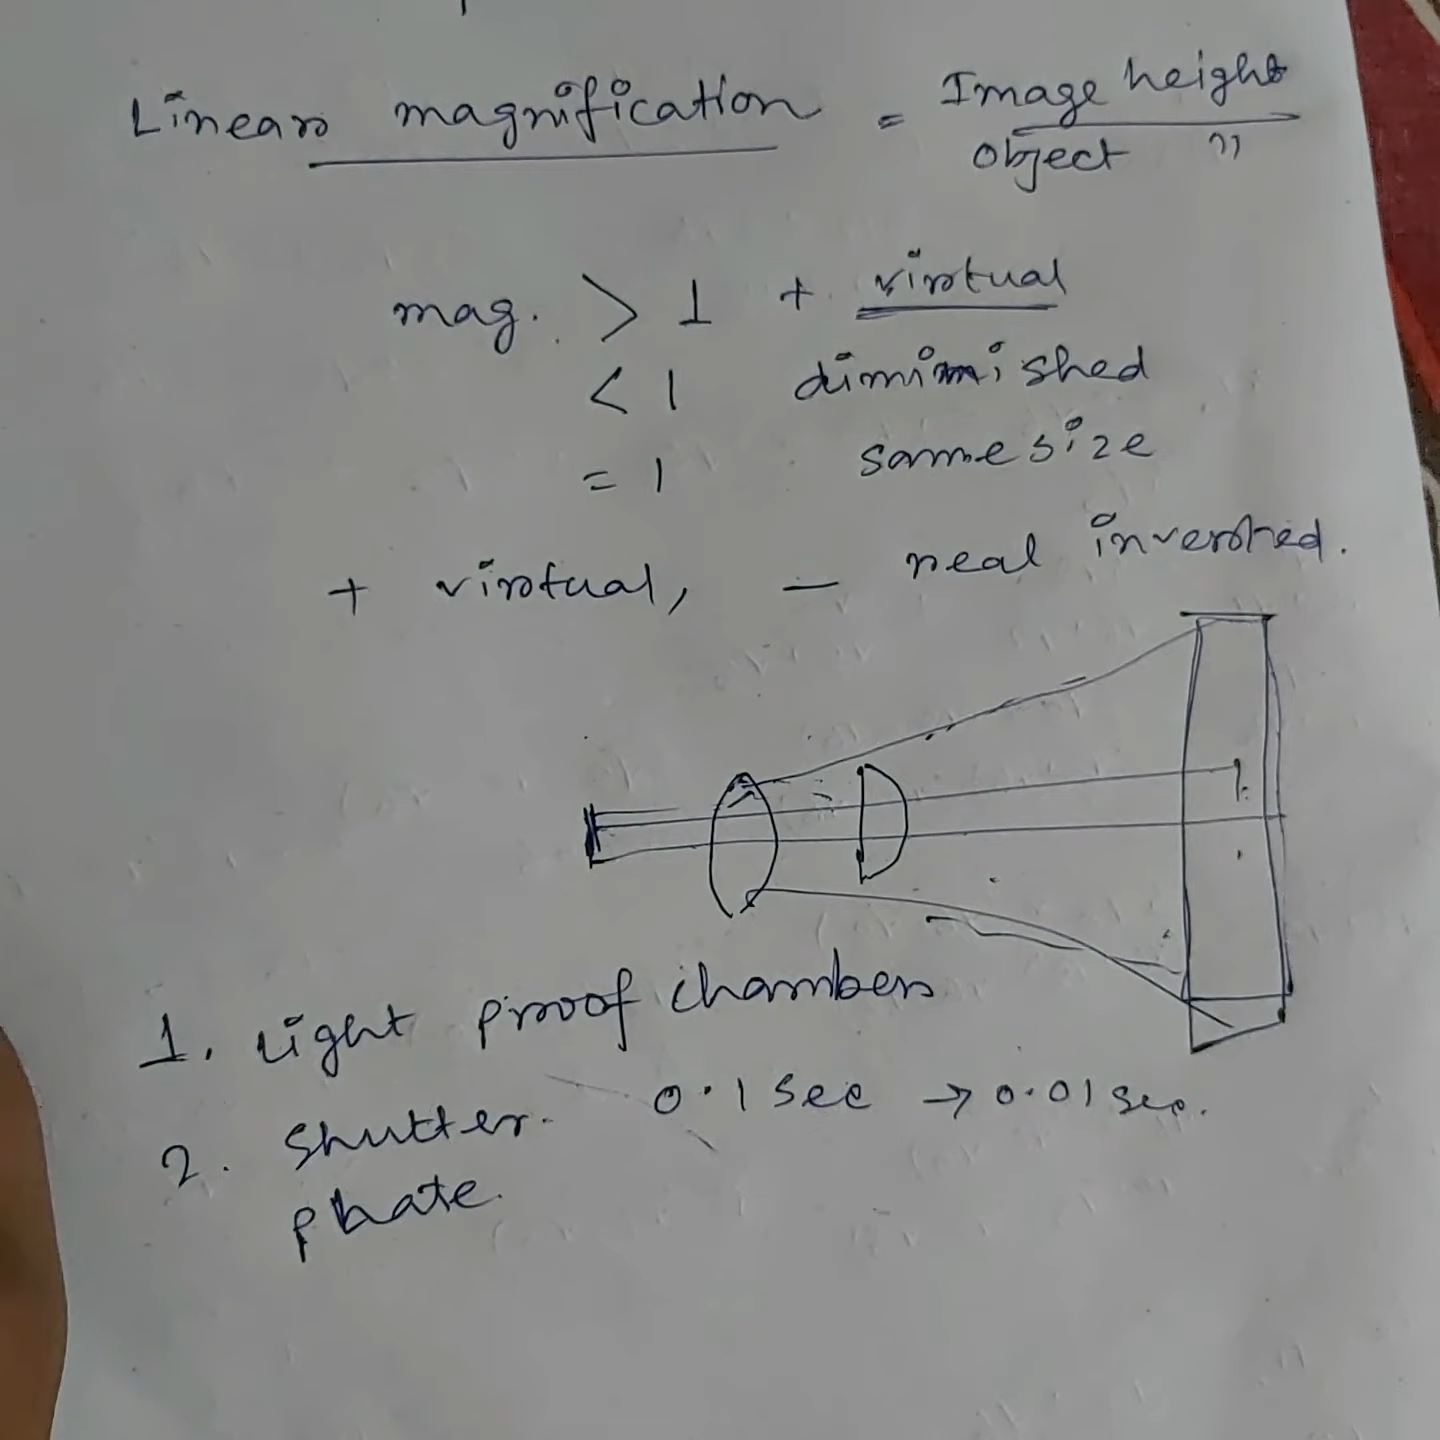 Linear magnification = Image height
object "
mag. > 1 + virtual
< 1 diminished
= 1 same size
+ virtual, – real inverted.
1. Light proof chamber
2. Shutter. 0.1 sec → 0.01 sec.
plate.